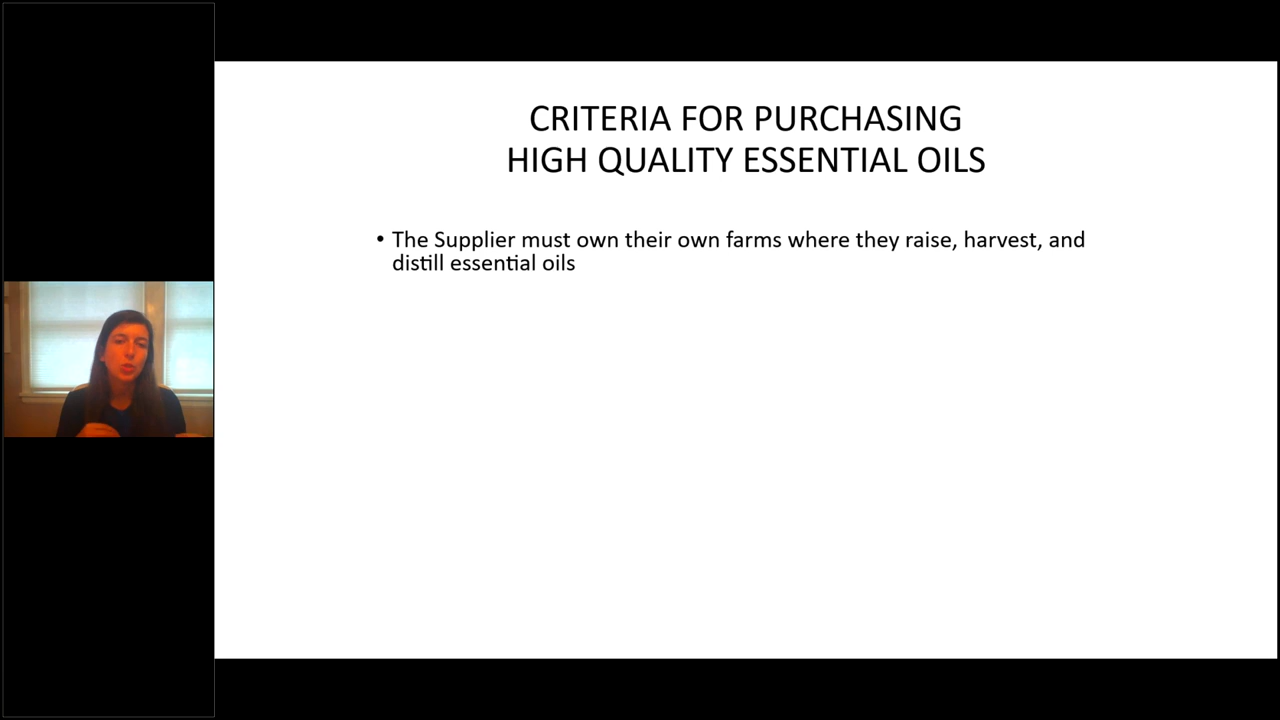 CRITERIA FOR PURCHASING
HIGH QUALITY ESSENTIAL OILS
• The Supplier must own their own farms where they raise, harvest, and
distill essential oils